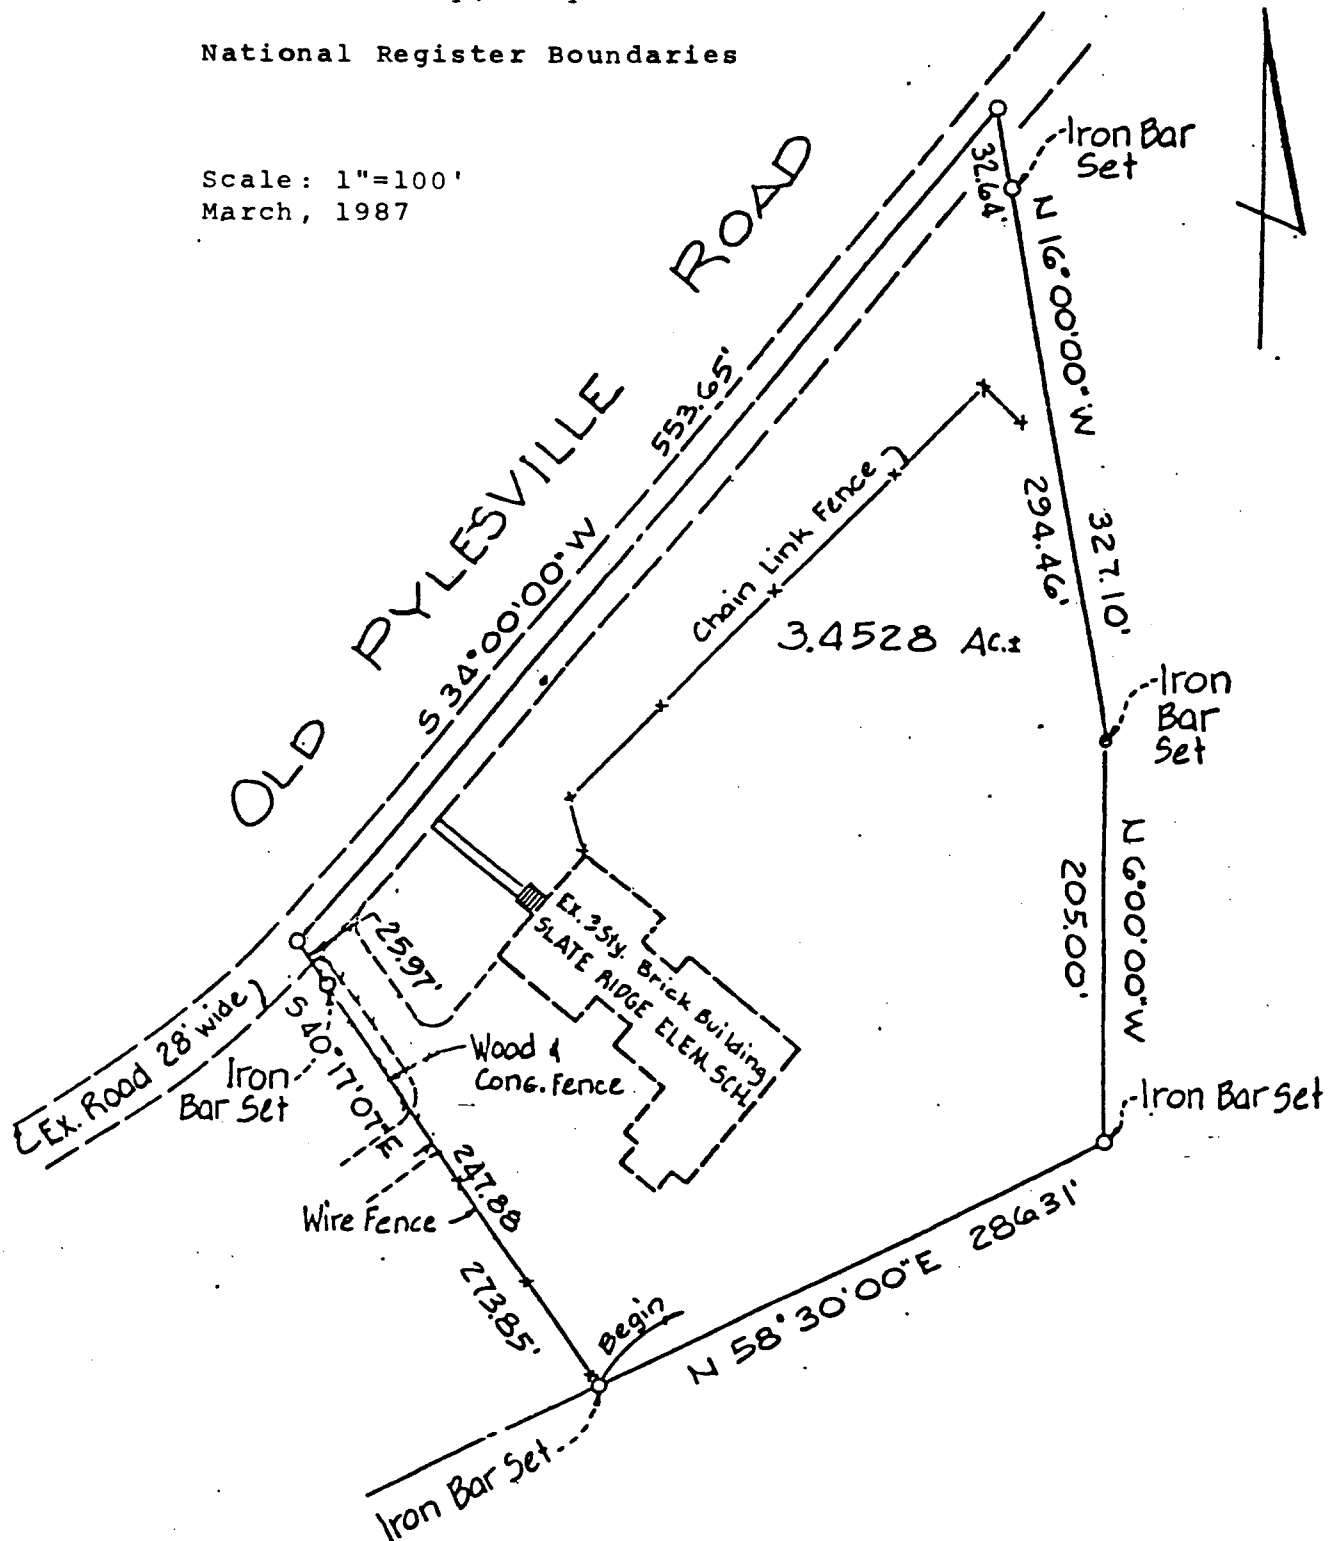 National Register Boundaries
Scale: 1"=100'
March, 1987
OLD PYLESVILLE ROAD
S 34°00'00"W 553.65'
32.64'
Iron Bar
Set
N 16°00'00"W 327.10'
294.46'
Chain Link Fence
3.4528 Ac.±
Iron
Bar
Set
N 6°00'00"W
205.00'
Iron Bar Set
Ex. 3 Sty. Brick Building
SLATE RIDGE ELEM. SCH.
25.97'
Ex. Road 28' wide
Iron
Bar Set
S 40°17'07"E
Wood &
Conc. Fence
Wire Fence
247.88
273.85'
Begin
N 58°30'00"E 286.31'
Iron Bar Set